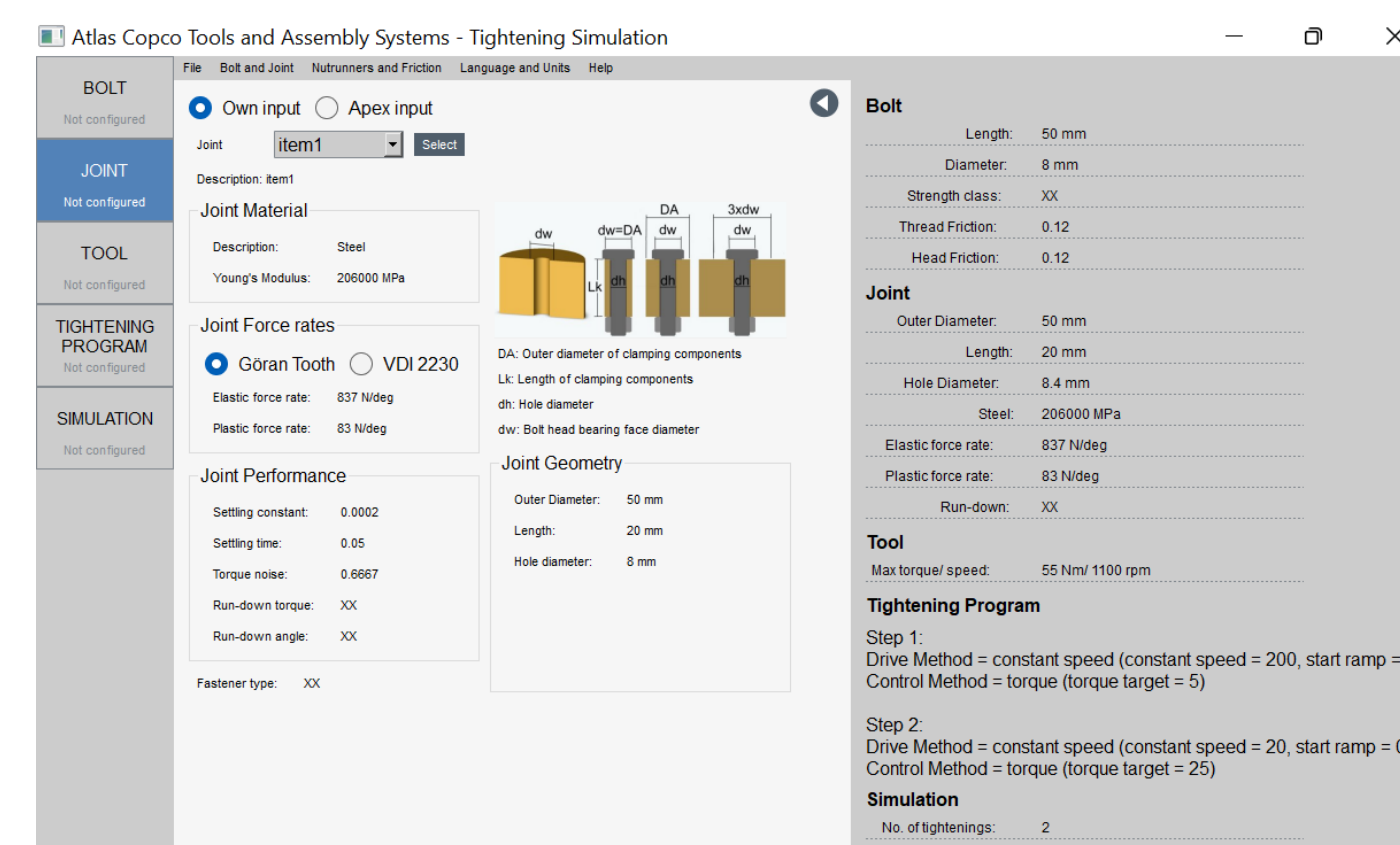 Atlas Copco Tools and Assembly Systems - Tightening Simulation
File Bolt and Joint Nutrunners and Friction Language and Units Help
BOLT
Not configured
JOINT
Not configured
TOOL
Not configured
TIGHTENING
PROGRAM
Not configured
SIMULATION
Not configured
Own input Apex input
Joint item1 Select
Description: item1
Joint Material
Description: Steel
Young's Modulus: 206000 MPa
Joint Force rates
Göran Tooth VDI 2230
Elastic force rate: 837 N/deg
Plastic force rate: 83 N/deg
Joint Performance
Settling constant: 0.0002
Settling time: 0.05
Torque noise: 0.6667
Run-down torque: XX
Run-down angle: XX
Fastener type: XX
DA 3xdw
dw dw=DA dw dw
Lk dh dh dh
DA: Outer diameter of clamping components
Lk: Length of clamping components
dh: Hole diameter
dw: Bolt head bearing face diameter
Joint Geometry
Outer Diameter: 50 mm
Length: 20 mm
Hole diameter: 8 mm
Bolt
Length: 50 mm
Diameter: 8 mm
Strength class: XX
Thread Friction: 0.12
Head Friction: 0.12
Joint
Outer Diameter: 50 mm
Length: 20 mm
Hole Diameter: 8.4 mm
Steel: 206000 MPa
Elastic force rate: 837 N/deg
Plastic force rate: 83 N/deg
Run-down: XX
Tool
Max torque/ speed: 55 Nm/ 1100 rpm
Tightening Program
Step 1:
Drive Method = constant speed (constant speed = 200, start ramp =
Control Method = torque (torque target = 5)
Step 2:
Drive Method = constant speed (constant speed = 20, start ramp = 0
Control Method = torque (torque target = 25)
Simulation
No. of tightenings: 2